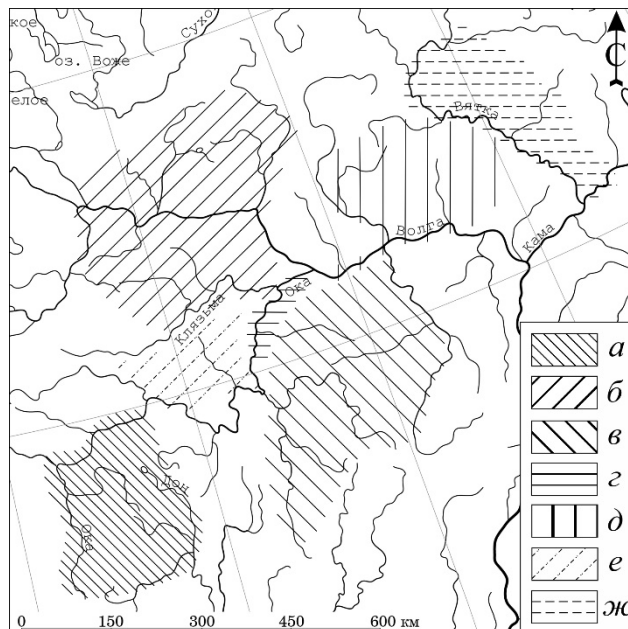 кое
Сухо
оз. Воже
елое
С
Вятка
Волга
Кама
Ока
Клязьма
Дон
Ока
а
б
в
г
д
е
ж
0 150 300 450 600 км